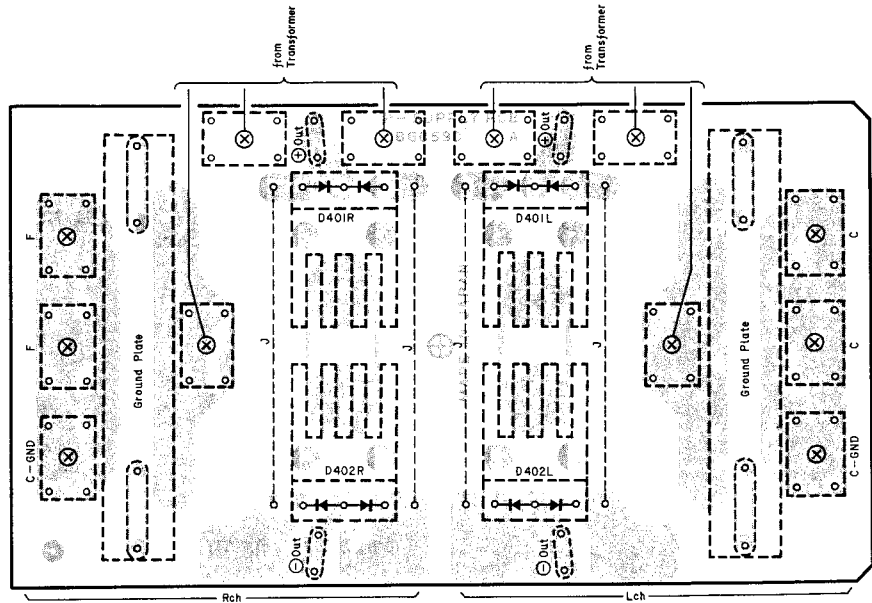 from
Transformer
from
Transformer
⊕ Out
⊕ Out
D401R
D401L
F
F
C-GND
Ground Plate
J
J
J
J
Ground Plate
C
C
C-GND
D402R
D402L
⊖ Out
⊖ Out
Rch
Lch